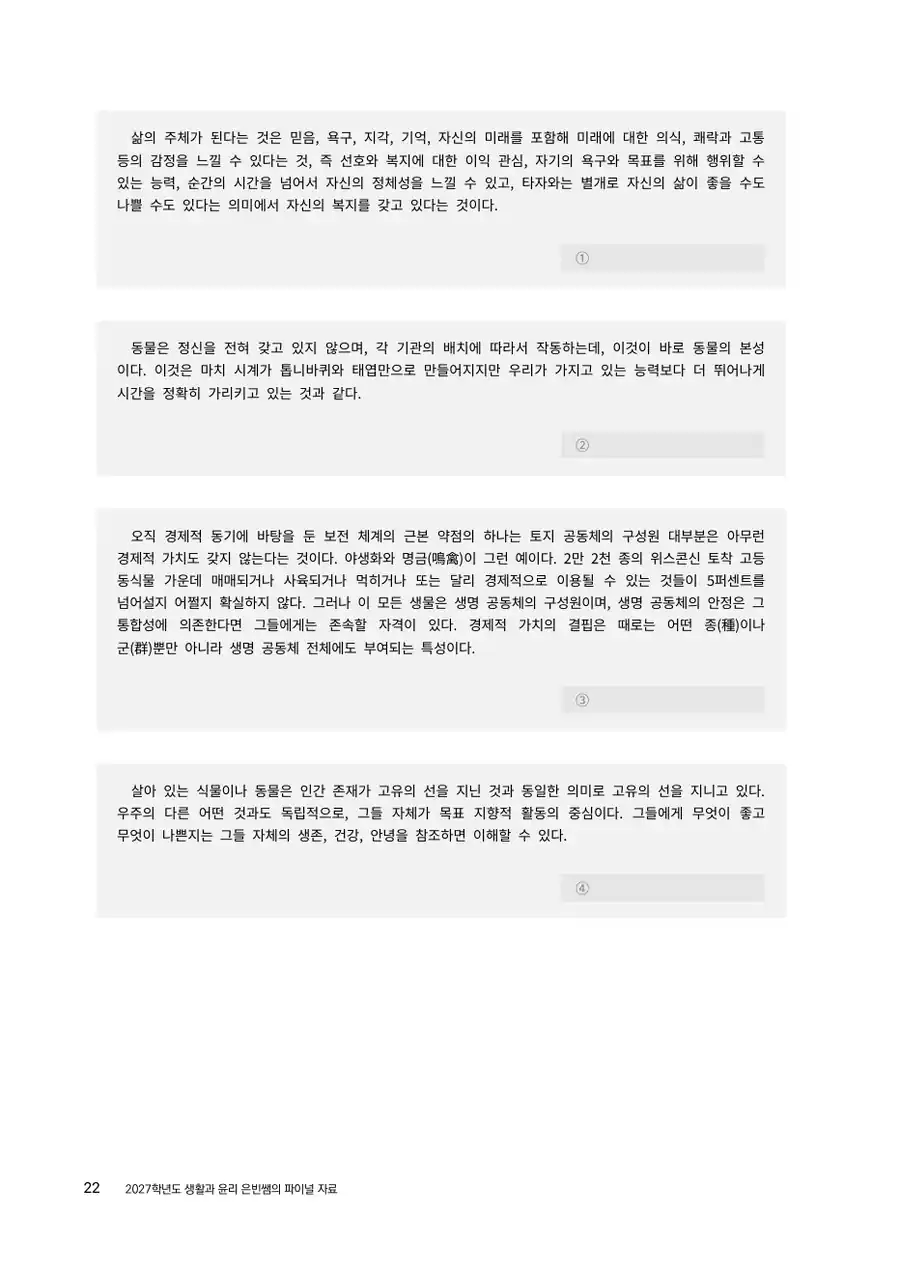 삶의 주체가 된다는 것은 믿음, 욕구, 지각, 기억, 자신의 미래를 포함해 미래에 대한 의식, 쾌락과 고통
등의 감정을 느낄 수 있다는 것, 즉 선호와 복지에 대한 이익 관심, 자기의 욕구와 목표를 위해 행위할 수
있는 능력, 순간의 시간을 넘어서 자신의 정체성을 느낄 수 있고, 타자와는 별개로 자신의 삶이 좋을 수도
나쁠 수도 있다는 의미에서 자신의 복지를 갖고 있다는 것이다.
①
동물은 정신을 전혀 갖고 있지 않으며, 각 기관의 배치에 따라서 작동하는데, 이것이 바로 동물의 본성
이다. 이것은 마치 시계가 톱니바퀴와 태엽만으로 만들어지지만 우리가 가지고 있는 능력보다 더 뛰어나게
시간을 정확히 가리키고 있는 것과 같다.
②
오직 경제적 동기에 바탕을 둔 보전 체계의 근본 약점의 하나는 토지 공동체의 구성원 대부분은 아무런
경제적 가치도 갖지 않는다는 것이다. 야생화와 명금(鳴禽)이 그런 예이다. 2만 2천 종의 위스콘신 토착 고등
동식물 가운데 매매되거나 사육되거나 먹히거나 또는 달리 경제적으로 이용될 수 있는 것들이 5퍼센트를
넘어설지 어쩔지 확실하지 않다. 그러나 이 모든 생물은 생명 공동체의 구성원이며, 생명 공동체의 안정은 그
통합성에 의존한다면 그들에게는 존속할 자격이 있다. 경제적 가치의 결핍은 때로는 어떤 종(種)이나
군(群)뿐만 아니라 생명 공동체 전체에도 부여되는 특성이다.
③
살아 있는 식물이나 동물은 인간 존재가 고유의 선을 지닌 것과 동일한 의미로 고유의 선을 지니고 있다.
우주의 다른 어떤 것과도 독립적으로, 그들 자체가 목표 지향적 활동의 중심이다. 그들에게 무엇이 좋고
무엇이 나쁜지는 그들 자체의 생존, 건강, 안녕을 참조하면 이해할 수 있다.
④
22 2027학년도 생활과 윤리 은빈쌤의 파이널 자료